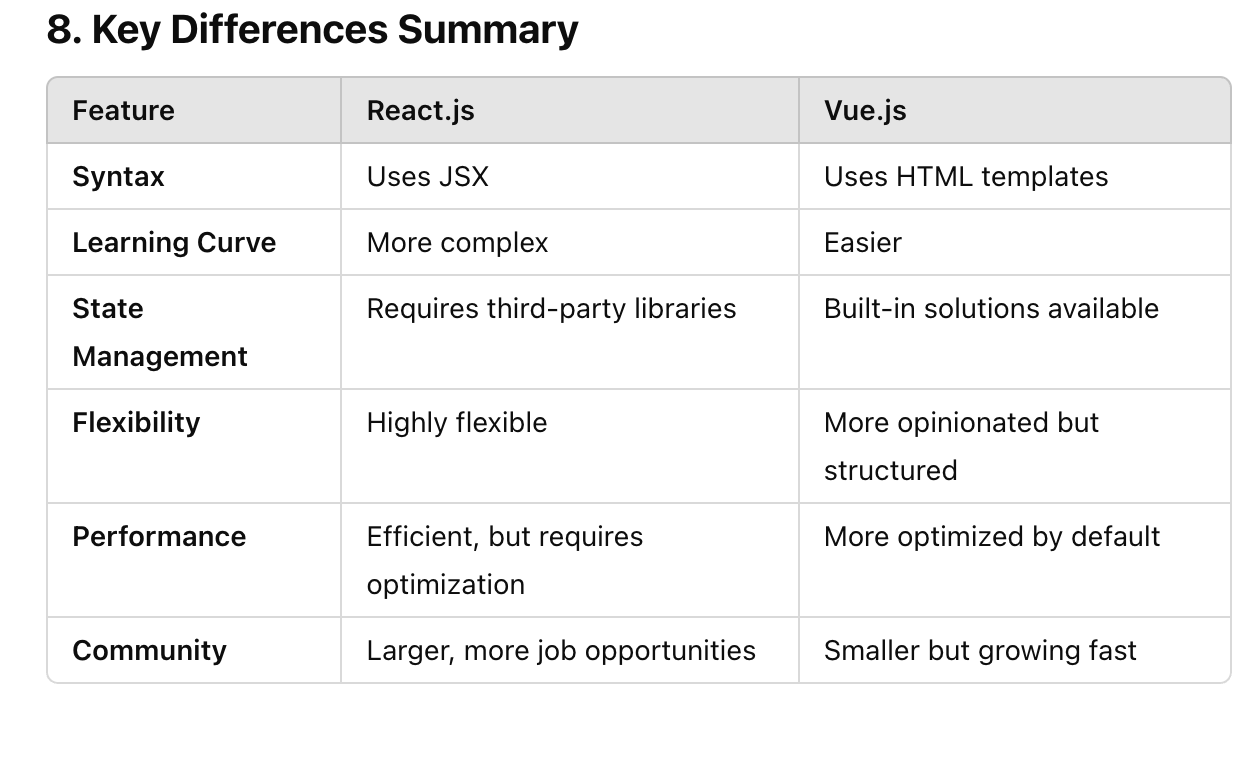 8. Key Differences Summary
Feature React.js Vue.js
Syntax Uses JSX Uses HTML templates
Learning Curve More complex Easier
State Requires third-party libraries Built-in solutions available
Management
Flexibility Highly flexible More opinionated but
structured
Performance Efficient, but requires More optimized by default
optimization
Community Larger, more job opportunities Smaller but growing fast